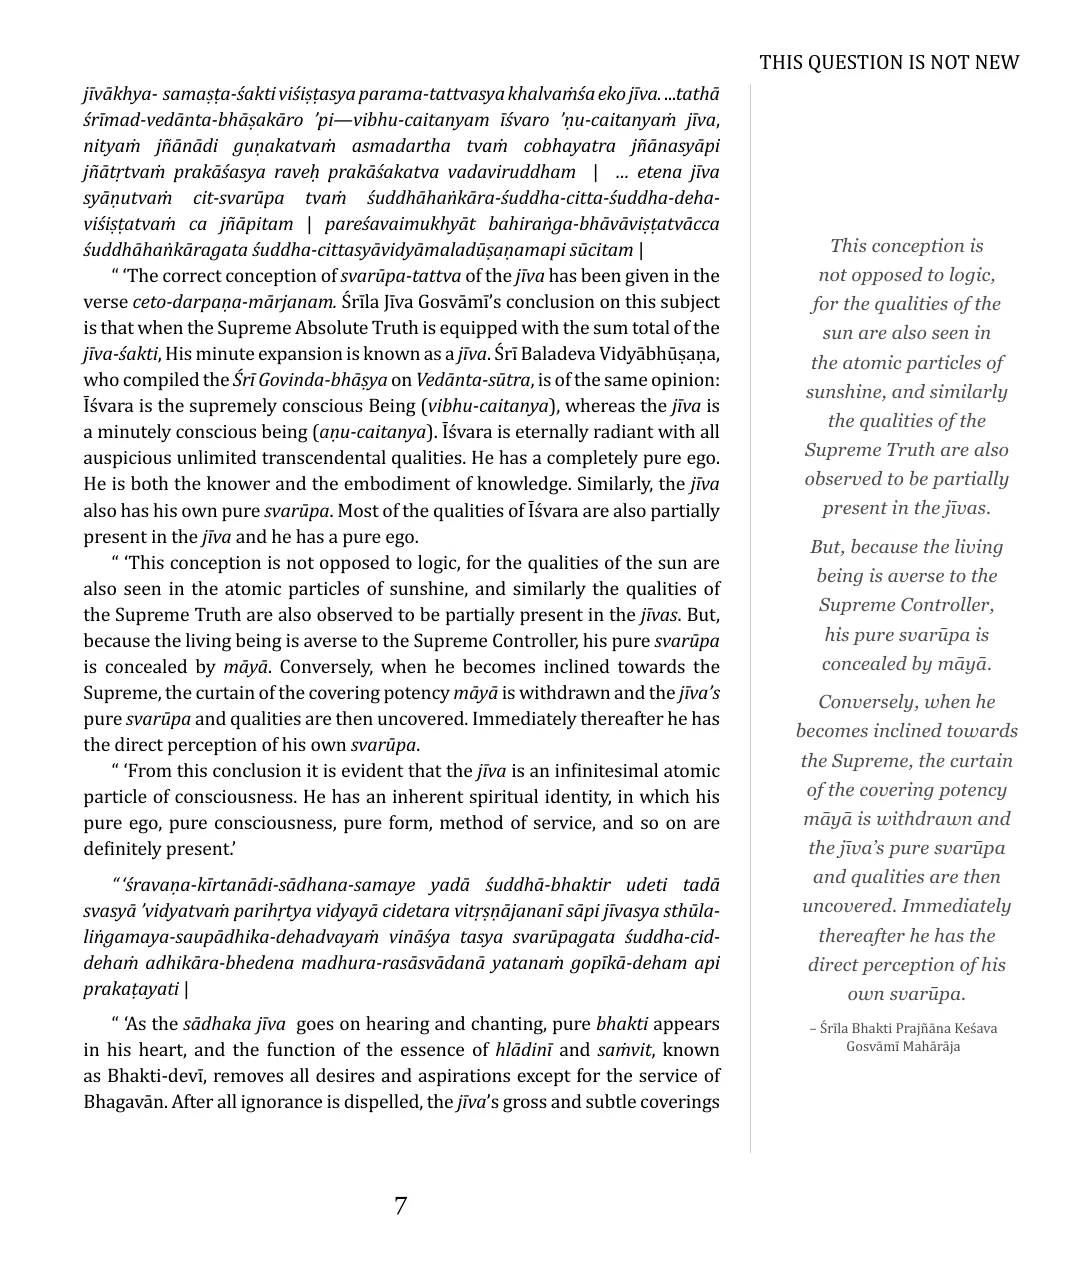 THIS QUESTION IS NOT NEW
jīvākhya- samaṣṭa-śakti viśiṣṭasya parama-tattvasya khalvaṁśa eko jīva. ...tathā
śrīmad-vedānta-bhāṣakāro ’pi—vibhu-caitanyam īśvaro ’ṇu-caitanyaṁ jīva,
nityaṁ jñānādi guṇakatvaṁ asmadartha tvaṁ cobhayatra jñānasyāpi
jñātṛtvaṁ prakāśasya raveḥ prakāśakatva vadaviruddham | ... etena jīva
syāṇutvaṁ cit-svarūpa tvaṁ śuddhāhaṅkāra-śuddha-citta-śuddha-deha-
viśiṣṭatvaṁ ca jñāpitam | pareśavaimukhyāt bahiraṅga-bhāvāviṣṭatvācca
śuddhāhaṅkāragata śuddha-cittasyāvidyāmaladūṣaṇamapi sūcitam |
“ ‘The correct conception of svarūpa-tattva of the jīva has been given in the
verse ceto-darpaṇa-mārjanam. Śrīla Jīva Gosvāmī’s conclusion on this subject
is that when the Supreme Absolute Truth is equipped with the sum total of the
jīva-śakti, His minute expansion is known as a jīva. Śrī Baladeva Vidyābhūṣaṇa,
who compiled the Śrī Govinda-bhāṣya on Vedānta-sūtra, is of the same opinion:
Īśvara is the supremely conscious Being (vibhu-caitanya), whereas the jīva is
a minutely conscious being (aṇu-caitanya). Īśvara is eternally radiant with all
auspicious unlimited transcendental qualities. He has a completely pure ego.
He is both the knower and the embodiment of knowledge. Similarly, the jīva
also has his own pure svarūpa. Most of the qualities of Īśvara are also partially
present in the jīva and he has a pure ego.
“ ‘This conception is not opposed to logic, for the qualities of the sun are
also seen in the atomic particles of sunshine, and similarly the qualities of
the Supreme Truth are also observed to be partially present in the jīvas. But,
because the living being is averse to the Supreme Controller, his pure svarūpa
is concealed by māyā. Conversely, when he becomes inclined towards the
Supreme, the curtain of the covering potency māyā is withdrawn and the jīva’s
pure svarūpa and qualities are then uncovered. Immediately thereafter he has
the direct perception of his own svarūpa.
“ ‘From this conclusion it is evident that the jīva is an infinitesimal atomic
particle of consciousness. He has an inherent spiritual identity, in which his
pure ego, pure consciousness, pure form, method of service, and so on are
definitely present.’
“ ‘śravaṇa-kīrtanādi-sādhana-samaye yadā śuddhā-bhaktir udeti tadā
svasyā ’vidyatvaṁ parihṛtya vidyayā cidetara vitṛṣṇājananī sāpi jīvasya sthūla-
liṅgamaya-saupādhika-dehadvayaṁ vināśya tasya svarūpagata śuddha-cid-
dehaṁ adhikāra-bhedena madhura-rasāsvādanā yatanaṁ gopīkā-deham api
prakaṭayati |
“ ‘As the sādhaka jīva goes on hearing and chanting, pure bhakti appears
in his heart, and the function of the essence of hlādinī and saṁvit, known
as Bhakti-devī, removes all desires and aspirations except for the service of
Bhagavān. After all ignorance is dispelled, the jīva’s gross and subtle coverings
This conception is
not opposed to logic,
for the qualities of the
sun are also seen in
the atomic particles of
sunshine, and similarly
the qualities of the
Supreme Truth are also
observed to be partially
present in the jīvas.
But, because the living
being is averse to the
Supreme Controller,
his pure svarūpa is
concealed by māyā.
Conversely, when he
becomes inclined towards
the Supreme, the curtain
of the covering potency
māyā is withdrawn and
the jīva’s pure svarūpa
and qualities are then
uncovered. Immediately
thereafter he has the
direct perception of his
own svarūpa.
– Śrīla Bhakti Prajñāna Keśava
Gosvāmī Mahārāja
7